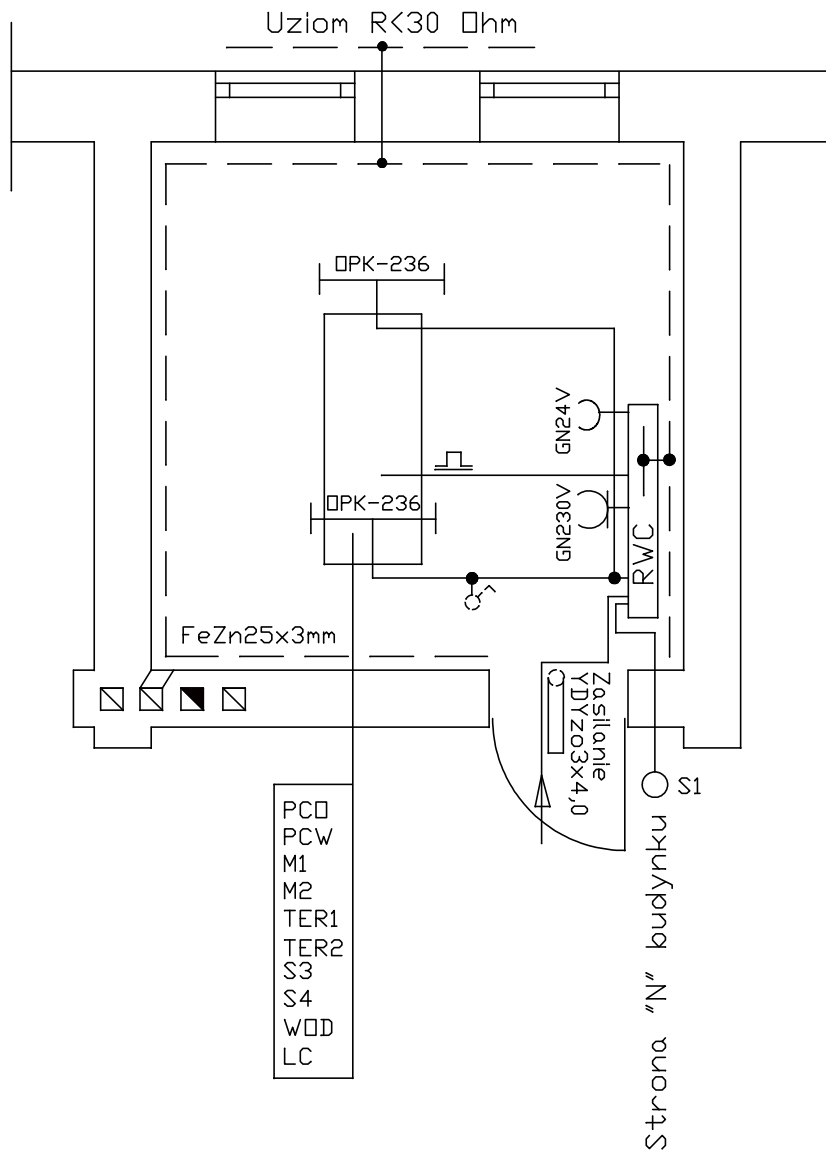 Uziom R<30 Ohm
OPK-236
GN24V
OPK-236
GN230V
RWC
FeZn25x3mm
Zasilanie
YDYzo3x4,0
S1
PCO
PCW
M1
M2
TER1
TER2
S3
S4
WOD
LC
Strona "N" budynku